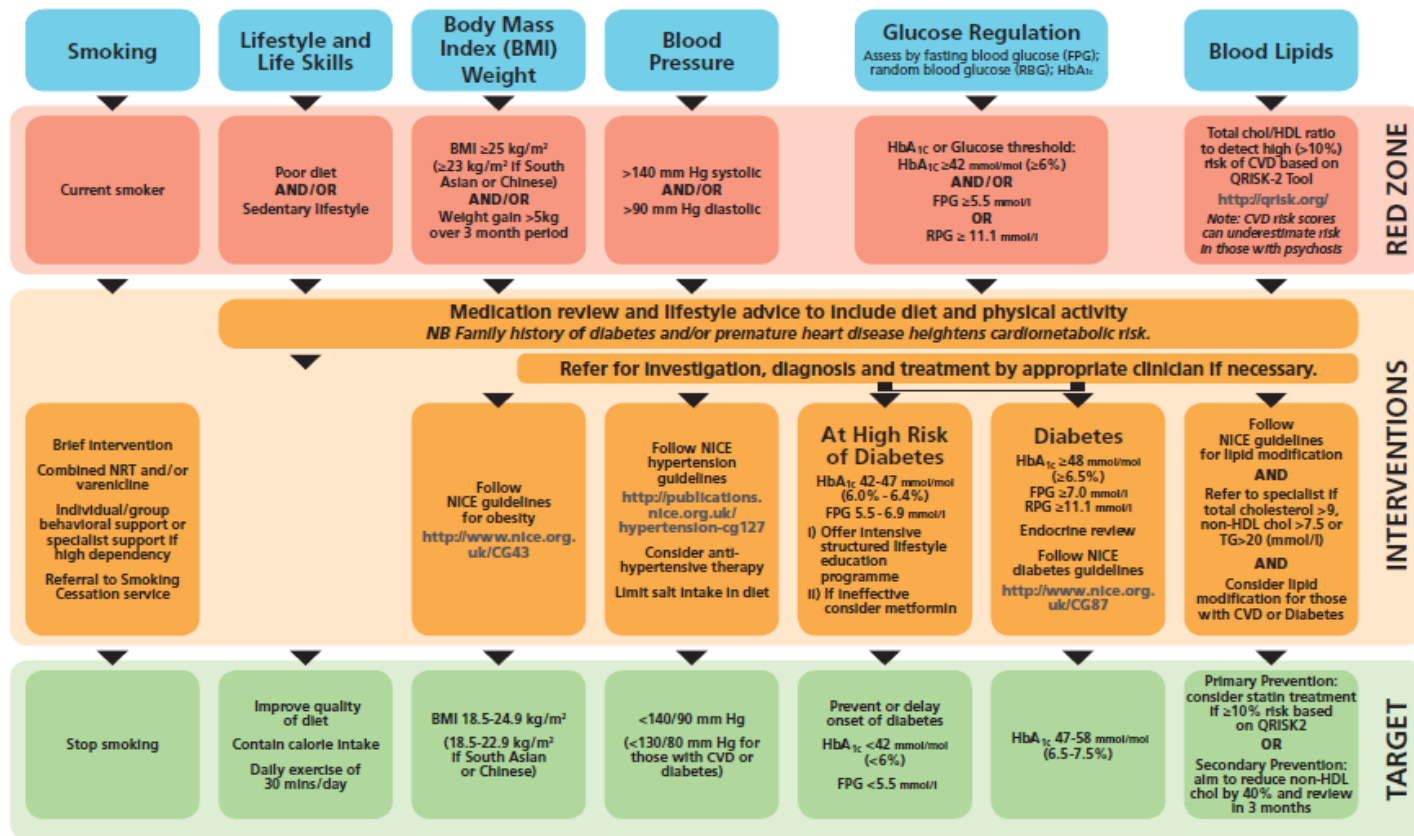 Smoking
Lifestyle and
Life Skills
Body Mass
Index (BMI)
Weight
Blood
Pressure
Glucose Regulation
Assess by fasting blood glucose (FPG);
random blood glucose (RBG); HbA1c
Blood Lipids
RED ZONE
Current smoker
Poor diet
AND/OR
Sedentary lifestyle
BMI ≥25 kg/m²
(≥23 kg/m² if South
Asian or Chinese)
AND/OR
Weight gain >5kg
over 3 month period
>140 mm Hg systolic
AND/OR
>90 mm Hg diastolic
HbA1C or Glucose threshold:
HbA1C ≥42 mmol/mol (≥6%)
AND/OR
FPG ≥5.5 mmol/l
OR
RPG ≥ 11.1 mmol/l
Total chol/HDL ratio
to detect high (>10%)
risk of CVD based on
QRISK-2 Tool
http://qrisk.org/
Note: CVD risk scores
can underestimate risk
in those with psychosis
INTERVENTIONS
Medication review and lifestyle advice to include diet and physical activity
NB Family history of diabetes and/or premature heart disease heightens cardiometabolic risk.
Refer for investigation, diagnosis and treatment by appropriate clinician if necessary.
Brief intervention
Combined NRT and/or
varenicline
Individual/group
behavioral support or
specialist support if
high dependency
Referral to Smoking
Cessation service
Follow
NICE guidelines
for obesity
http://www.nice.org.
uk/CG43
Follow NICE
hypertension
guidelines
http://publications.
nice.org.uk/
hypertension-cg127
Consider anti-
hypertensive therapy
Limit salt intake in diet
At High Risk
of Diabetes
HbA1c 42-47 mmol/mol
(6.0% - 6.4%)
FPG 5.5 - 6.9 mmol/l
i) Offer intensive
structured lifestyle
education
programme
ii) If ineffective
consider metformin
Diabetes
HbA1c ≥48 mmol/mol
(≥6.5%)
FPG ≥7.0 mmol/l
RPG ≥11.1 mmol/l
Endocrine review
Follow NICE
diabetes guidelines
http://www.nice.org.
uk/CG87
Follow
NICE guidelines
for lipid modification
AND
Refer to specialist if
total cholesterol >9,
non-HDL chol >7.5 or
TG>20 (mmol/l)
AND
Consider lipid
modification for those
with CVD or Diabetes
TARGET
Stop smoking
Improve quality
of diet
Contain calorie intake
Daily exercise of
30 mins/day
BMI 18.5-24.9 kg/m²
(18.5-22.9 kg/m²
if South Asian
or Chinese)
<140/90 mm Hg
(<130/80 mm Hg for
those with CVD or
diabetes)
Prevent or delay
onset of diabetes
HbA1c <42 mmol/mol
(<6%)
FPG <5.5 mmol/l
HbA1c 47-58 mmol/mol
(6.5-7.5%)
Primary Prevention:
consider statin treatment
if ≥10% risk based
on QRISK2
OR
Secondary Prevention:
aim to reduce non-HDL
chol by 40% and review
in 3 months